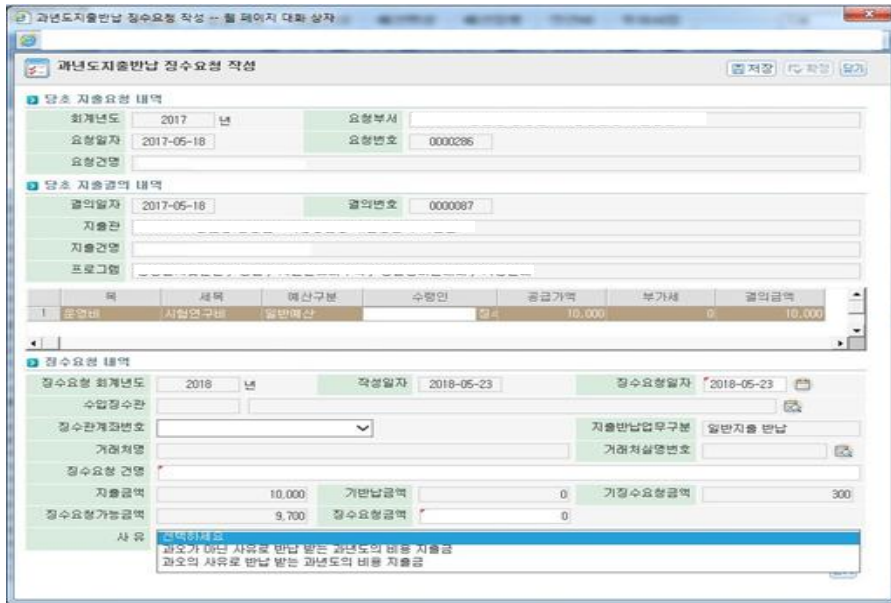 과년도지출반납 징수요청 작성 -- 웹 페이지 대화 상자
과년도지출반납 징수요청 작성 저장 확정 닫기
당초 지출요청 내역
회계년도 2017 년 요청부서
요청일자 2017-05-18 요청번호 0000286
요청건명
당초 지출결의 내역
결의일자 2017-05-18 결의번호 0000087
지출관
지출건명
프로그램
목 세목 예산구분 수령인 공급가액 부가세 결의금액
1 운영비 시험연구비 일반예산 10,000 0 10,000
징수요청 내역
징수요청 회계년도 2018 년 작성일자 2018-05-23 징수요청일자 2018-05-23
수입징수관
징수관계좌번호 지출반납업무구분 일반지출 반납
거래처명 거래처실명번호
징수요청 건명
지출금액 10,000 기반납금액 0 기징수요청금액 300
징수요청가능금액 9,700 징수요청금액 0
사 유 선택하세요
과오가 아닌 사유로 반납 받는 과년도의 비용 지출금
과오의 사유로 반납 받는 과년도의 비용 지출금